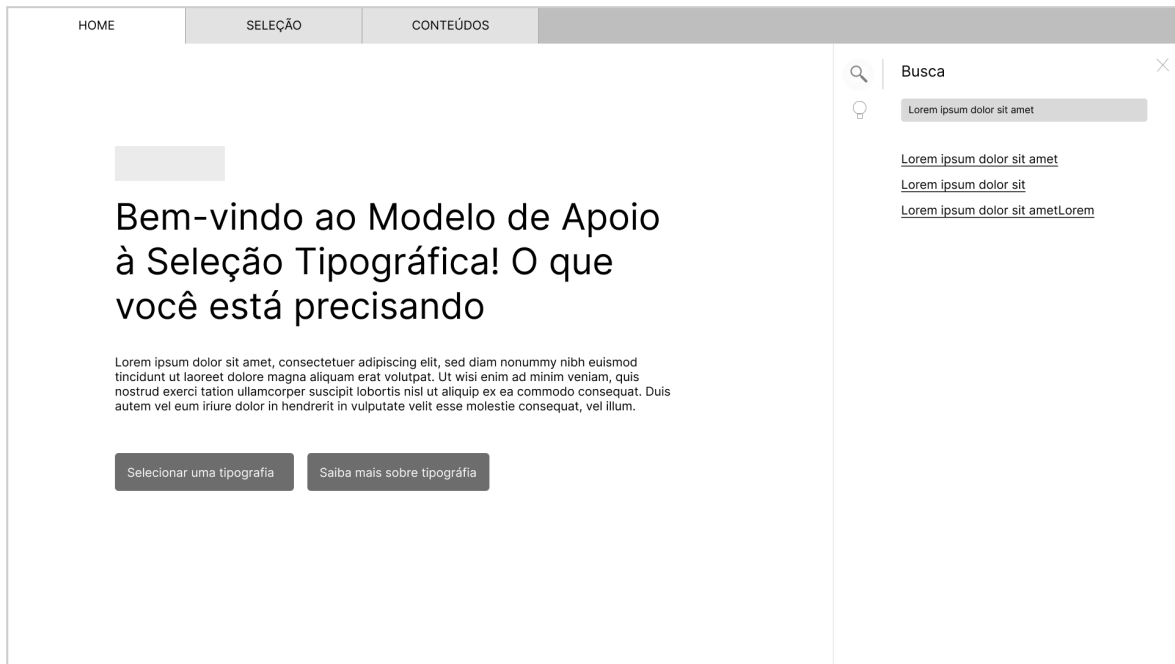 HOME
SELEÇÃO
CONTEÚDOS
Bem-vindo ao Modelo de Apoio
à Seleção Tipográfica! O que
você está precisando
Lorem ipsum dolor sit amet, consectetuer adipiscing elit, sed diam nonummy nibh euismod
tincidunt ut laoreet dolore magna aliquam erat volutpat. Ut wisi enim ad minim veniam, quis
nostrud exerci tation ullamcorper suscipit lobortis nisl ut aliquip ex ea commodo consequat. Duis
autem vel eum iriure dolor in hendrerit in vulputate velit esse molestie consequat, vel illum.
Selecionar uma tipografia
Saiba mais sobre tipográfia
Busca
Lorem ipsum dolor sit amet
Lorem ipsum dolor sit amet
Lorem ipsum dolor sit
Lorem ipsum dolor sit ametLorem